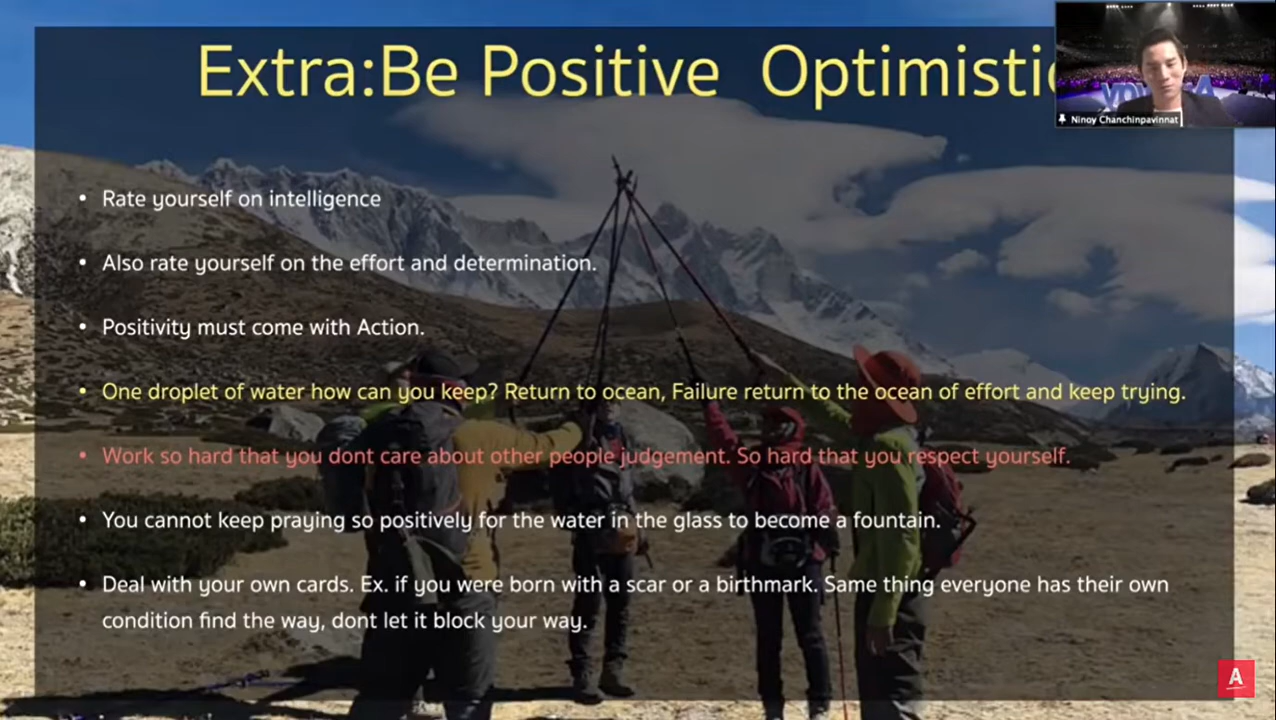 Extra:Be Positive Optimistic
Ninoy Chanchinpavinnat
• Rate yourself on intelligence
• Also rate yourself on the effort and determination.
• Positivity must come with Action.
• One droplet of water how can you keep? Return to ocean, Failure return to the ocean of effort and keep trying.
• Work so hard that you dont care about other people judgement. So hard that you respect yourself.
• You cannot keep praying so positively for the water in the glass to become a fountain.
• Deal with your own cards. Ex. if you were born with a scar or a birthmark. Same thing everyone has their own
condition find the way, dont let it block your way.
A